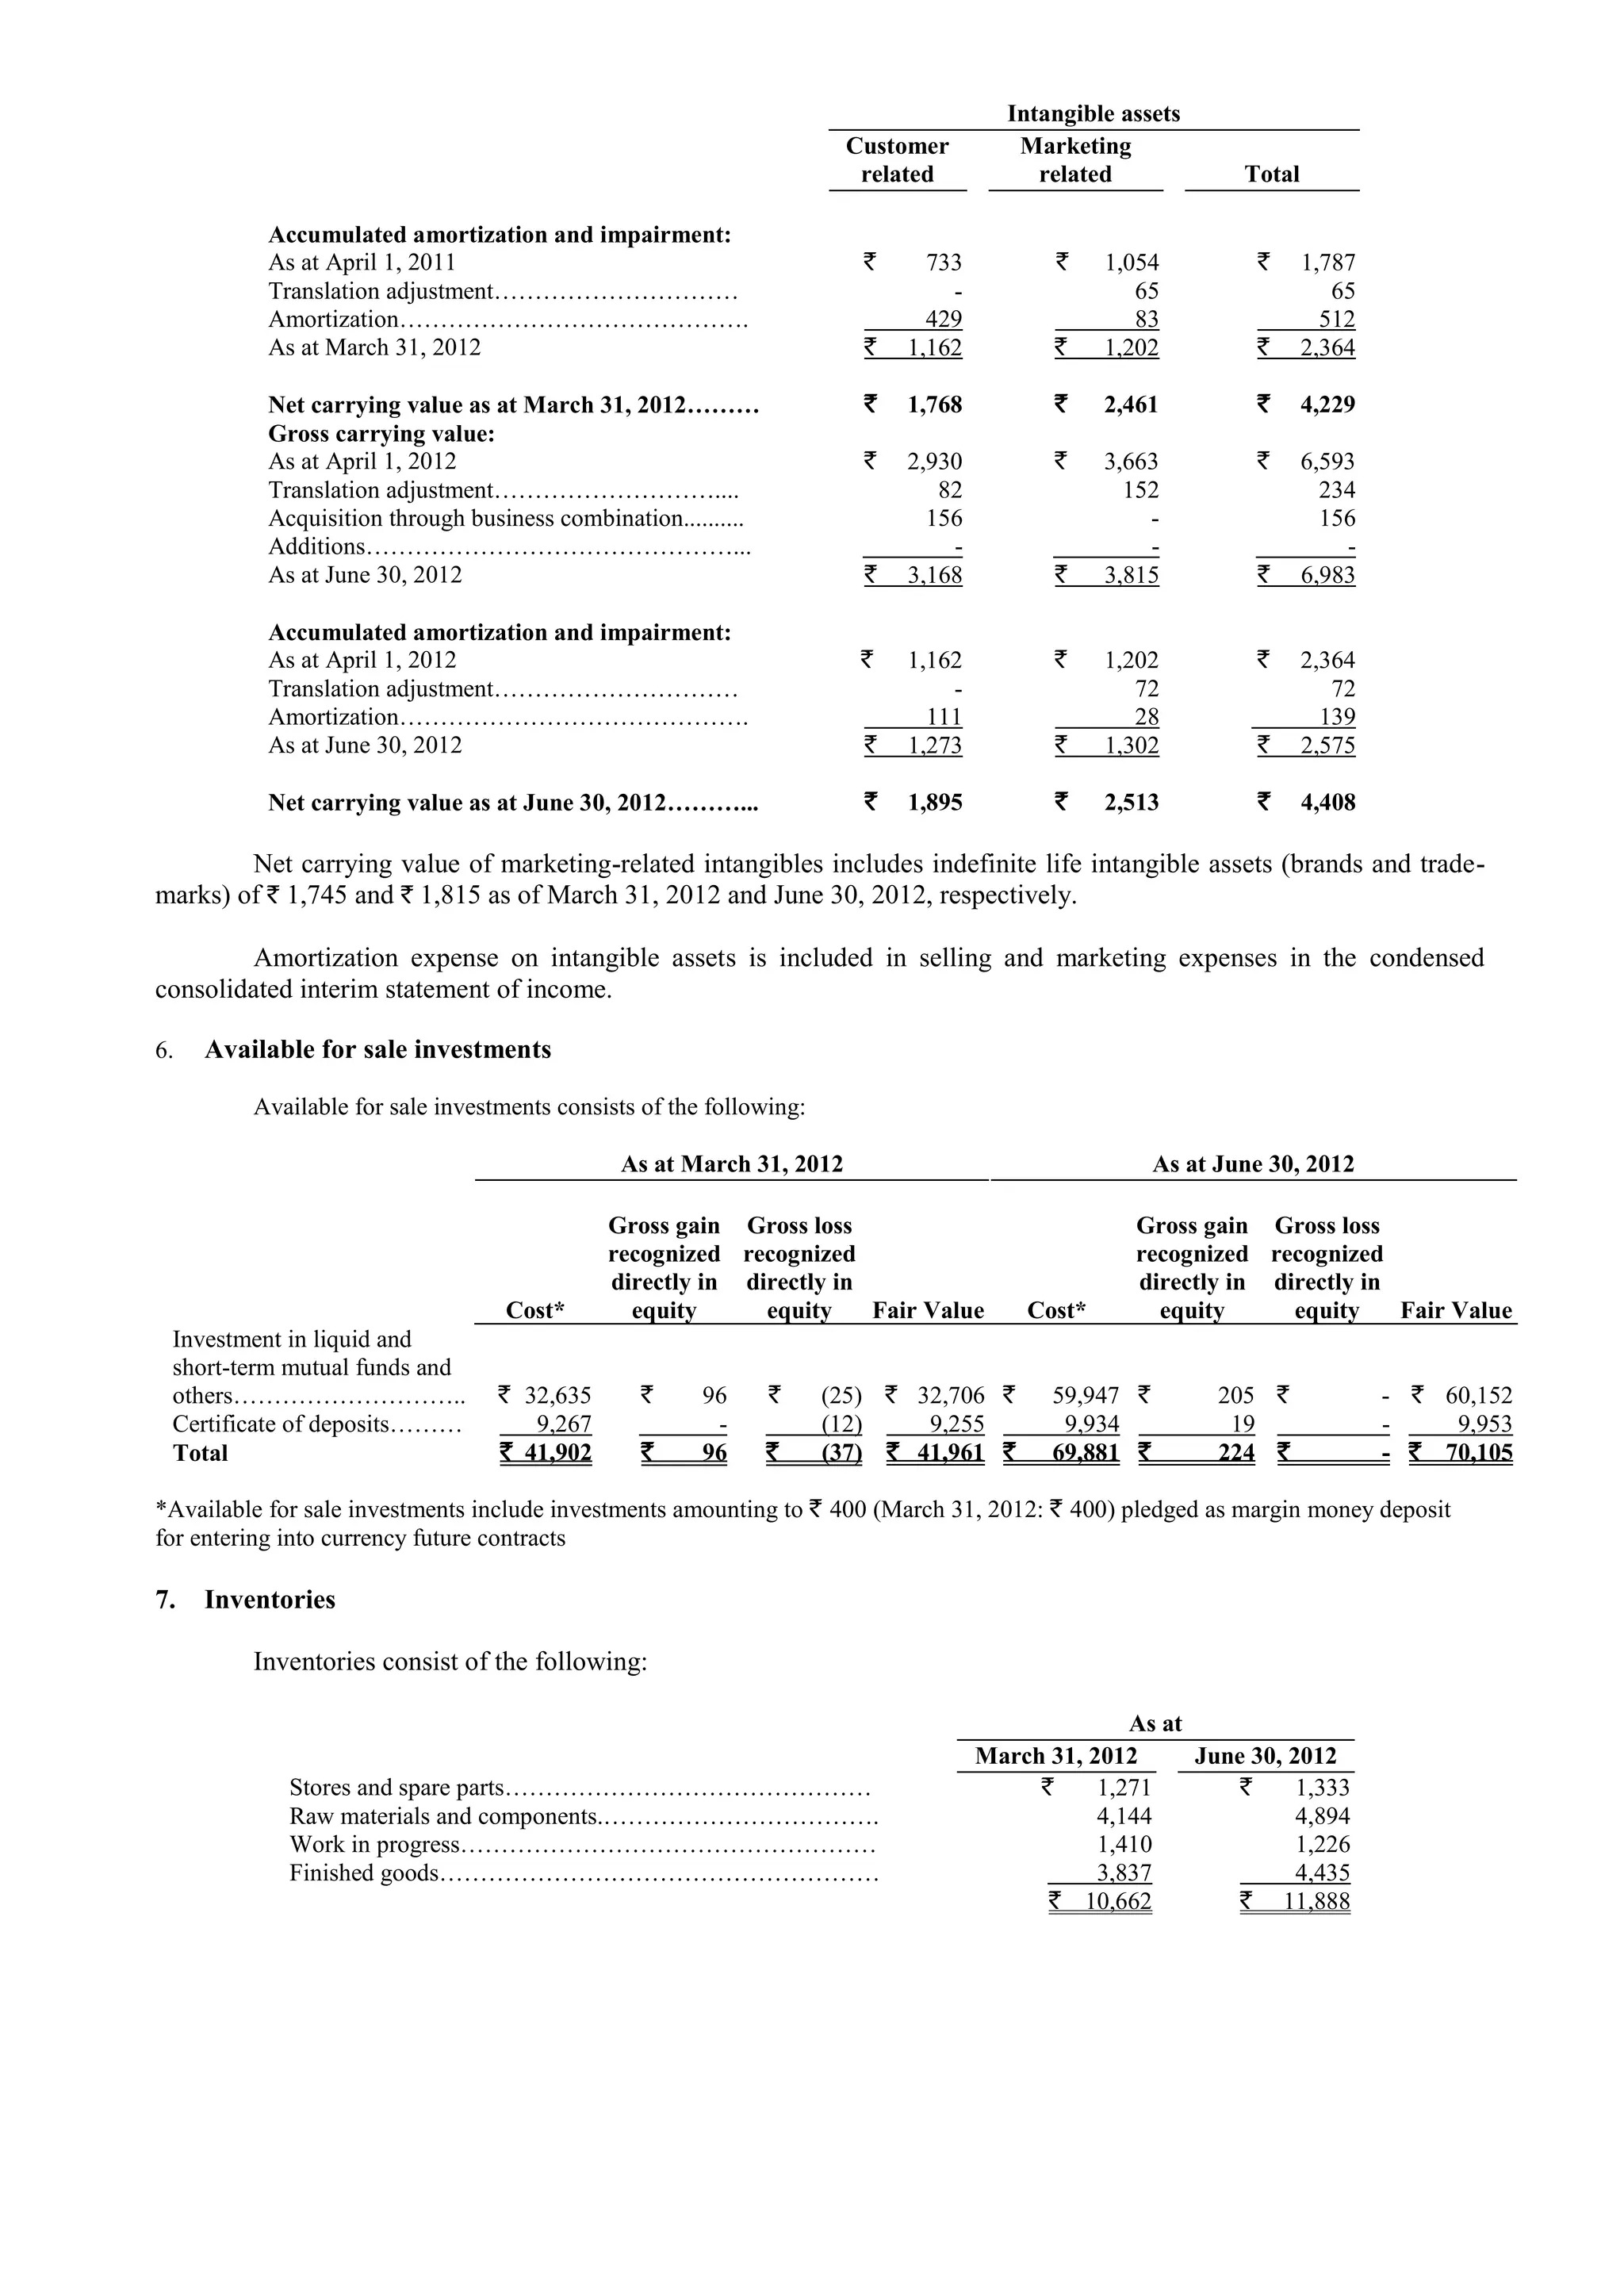 Intangible assets
Customer related Marketing related Total
Accumulated amortization and impairment:
As at April 1, 2011 ₹ 733 ₹ 1,054 ₹ 1,787
Translation adjustment………………………… - 65 65
Amortization……………………………………. 429 83 512
As at March 31, 2012 ₹ 1,162 ₹ 1,202 ₹ 2,364
Net carrying value as at March 31, 2012……… ₹ 1,768 ₹ 2,461 ₹ 4,229
Gross carrying value:
As at April 1, 2012 ₹ 2,930 ₹ 3,663 ₹ 6,593
Translation adjustment……………………….... 82 152 234
Acquisition through business combination.......... 156 - 156
Additions………………………………………... - - -
As at June 30, 2012 ₹ 3,168 ₹ 3,815 ₹ 6,983
Accumulated amortization and impairment:
As at April 1, 2012 ₹ 1,162 ₹ 1,202 ₹ 2,364
Translation adjustment………………………… - 72 72
Amortization……………………………………. 111 28 139
As at June 30, 2012 ₹ 1,273 ₹ 1,302 ₹ 2,575
Net carrying value as at June 30, 2012………... ₹ 1,895 ₹ 2,513 ₹ 4,408
Net carrying value of marketing-related intangibles includes indefinite life intangible assets (brands and trade-
marks) of ₹ 1,745 and ₹ 1,815 as of March 31, 2012 and June 30, 2012, respectively.
Amortization expense on intangible assets is included in selling and marketing expenses in the condensed
consolidated interim statement of income.
6. Available for sale investments
Available for sale investments consists of the following:
As at March 31, 2012 As at June 30, 2012
Gross gain Gross loss Gross gain Gross loss
recognized recognized recognized recognized
directly in directly in directly in directly in
Cost* equity equity Fair Value Cost* equity equity Fair Value
Investment in liquid and
short-term mutual funds and
others……………………….. ₹ 32,635 ₹ 96 ₹ (25) ₹ 32,706 ₹ 59,947 ₹ 205 ₹ - ₹ 60,152
Certificate of deposits……… 9,267 - (12) 9,255 9,934 19 - 9,953
Total ₹ 41,902 ₹ 96 ₹ (37) ₹ 41,961 ₹ 69,881 ₹ 224 ₹ - ₹ 70,105
*Available for sale investments include investments amounting to ₹ 400 (March 31, 2012: ₹ 400) pledged as margin money deposit
for entering into currency future contracts
7. Inventories
Inventories consist of the following:
As at
March 31, 2012 June 30, 2012
Stores and spare parts……………………………………… ₹ 1,271 ₹ 1,333
Raw materials and components.……………………………. 4,144 4,894
Work in progress…………………………………………… 1,410 1,226
Finished goods……………………………………………… 3,837 4,435
₹ 10,662 ₹ 11,888